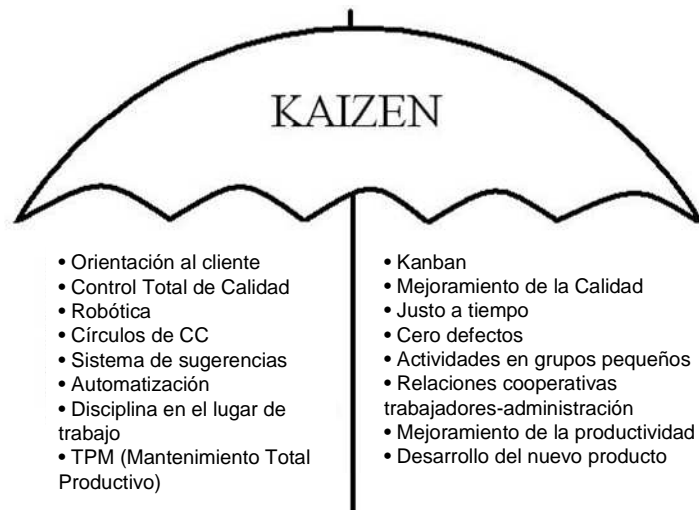 KAIZEN
• Orientación al cliente
• Control Total de Calidad
• Robótica
• Círculos de CC
• Sistema de sugerencias
• Automatización
• Disciplina en el lugar de
trabajo
• TPM (Mantenimiento Total
Productivo)
• Kanban
• Mejoramiento de la Calidad
• Justo a tiempo
• Cero defectos
• Actividades en grupos pequeños
• Relaciones cooperativas
trabajadores-administración
• Mejoramiento de la productividad
• Desarrollo del nuevo producto